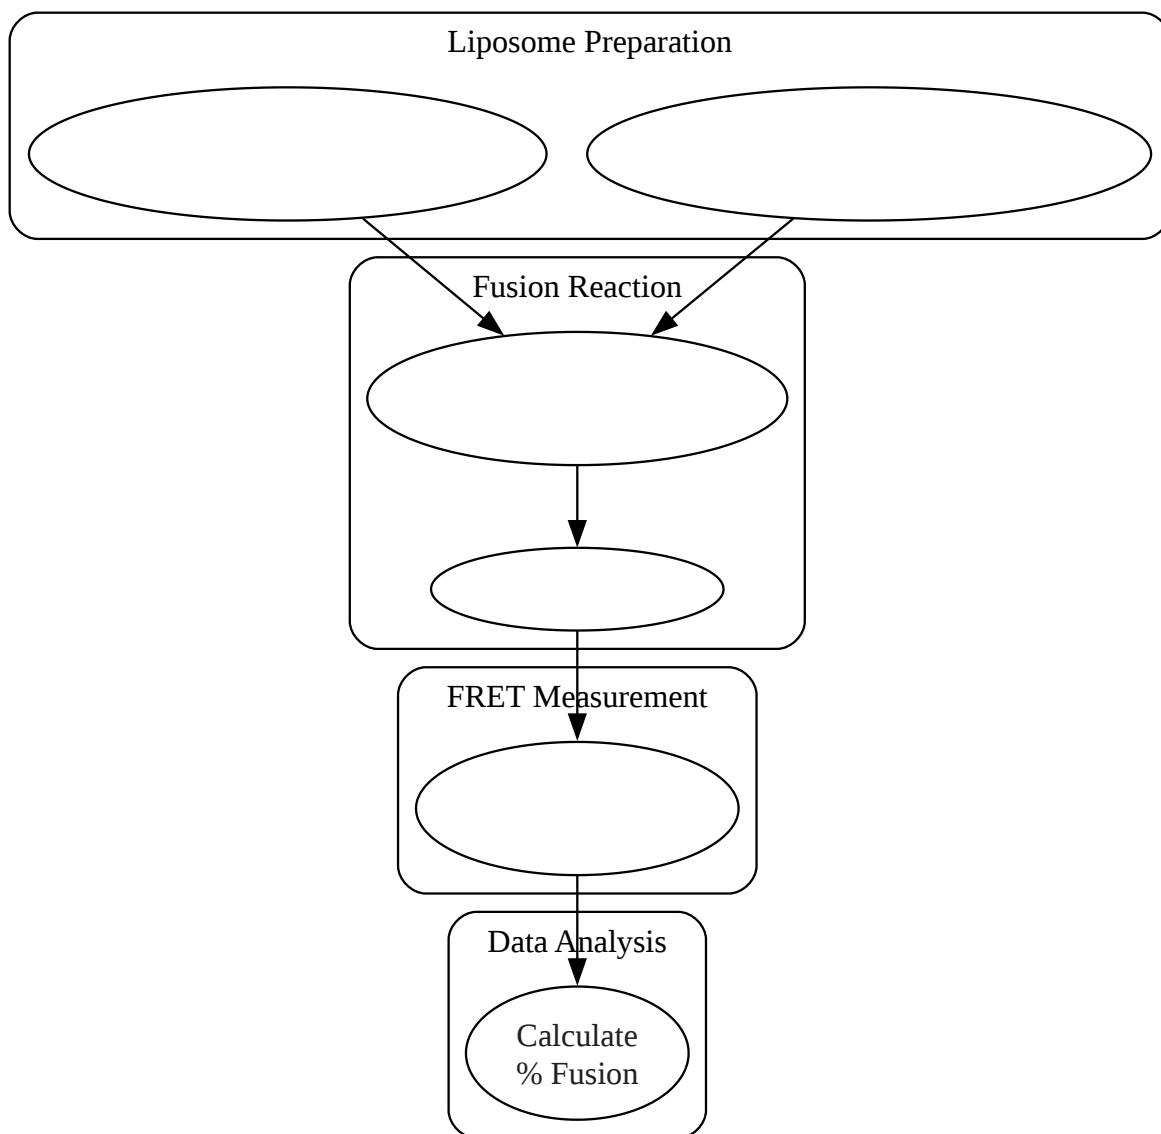 Liposome Preparation
Fusion Reaction
FRET Measurement
Data Analysis
Calculate
% Fusion